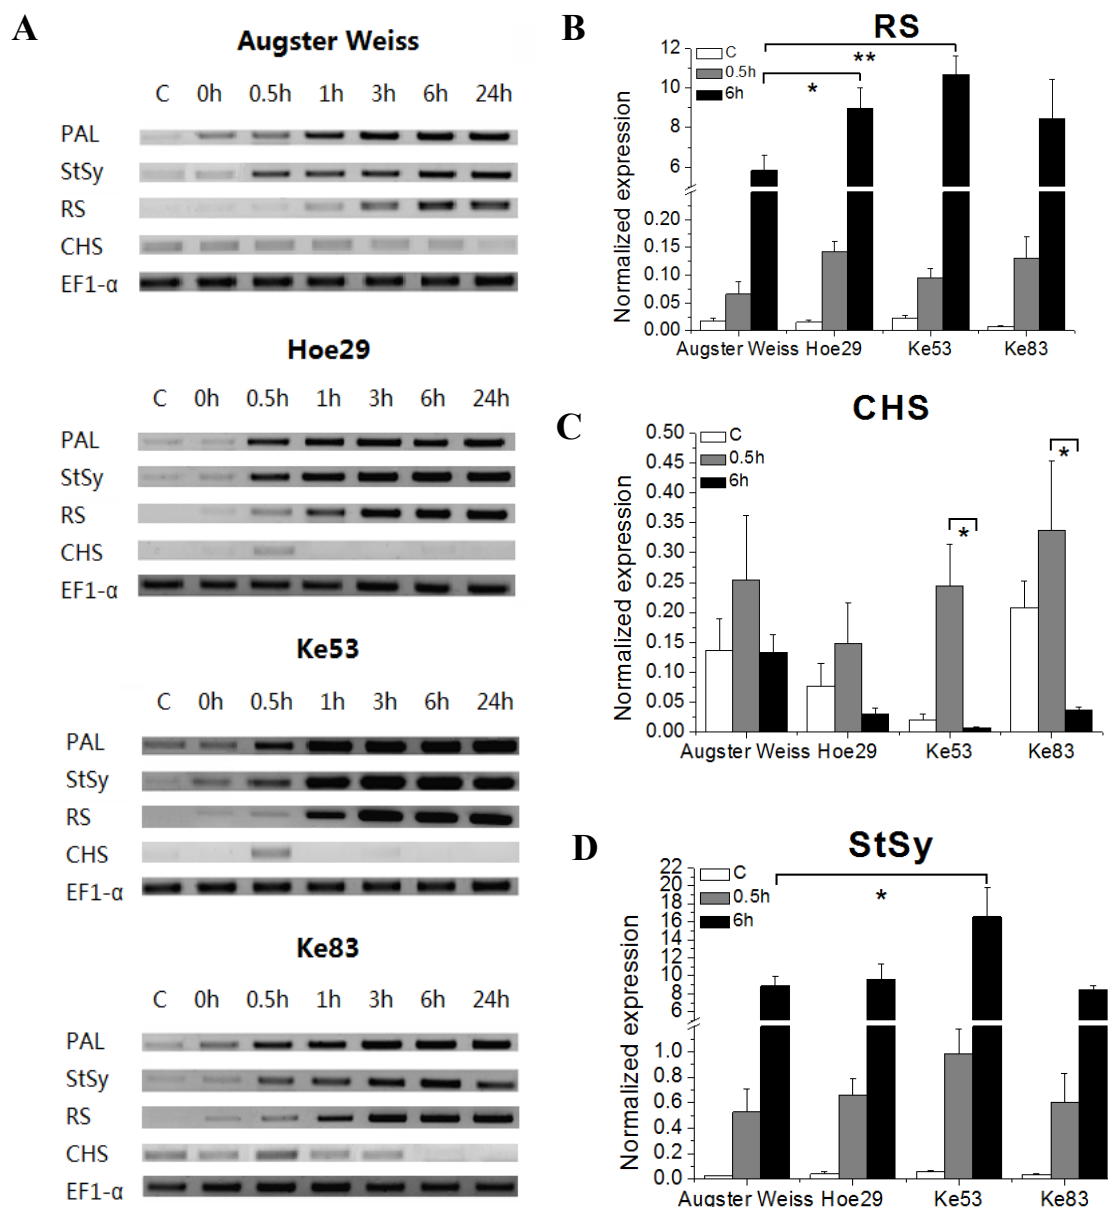 A
Augster Weiss
C 0h 0.5h 1h 3h 6h 24h
PAL
StSy
RS
CHS
EF1-α
Hoe29
C 0h 0.5h 1h 3h 6h 24h
PAL
StSy
RS
CHS
EF1-α
Ke53
C 0h 0.5h 1h 3h 6h 24h
PAL
StSy
RS
CHS
EF1-α
Ke83
C 0h 0.5h 1h 3h 6h 24h
PAL
StSy
RS
CHS
EF1-α
B
RS
Normalized expression
12
10
8
6
0.20
0.15
0.10
0.05
0.00
C
0.5h
6h
**
*
Augster Weiss Hoe29 Ke53 Ke83
C
CHS
Normalized expression
0.50
0.45
0.40
0.35
0.30
0.25
0.20
0.15
0.10
0.05
0.00
C
0.5h
6h
*
*
Augster Weiss Hoe29 Ke53 Ke83
D
StSy
Normalized expression
22
20
18
16
14
12
10
8
6
1.0
0.8
0.6
0.4
0.2
0.0
C
0.5h
6h
*
Augster Weiss Hoe29 Ke53 Ke83